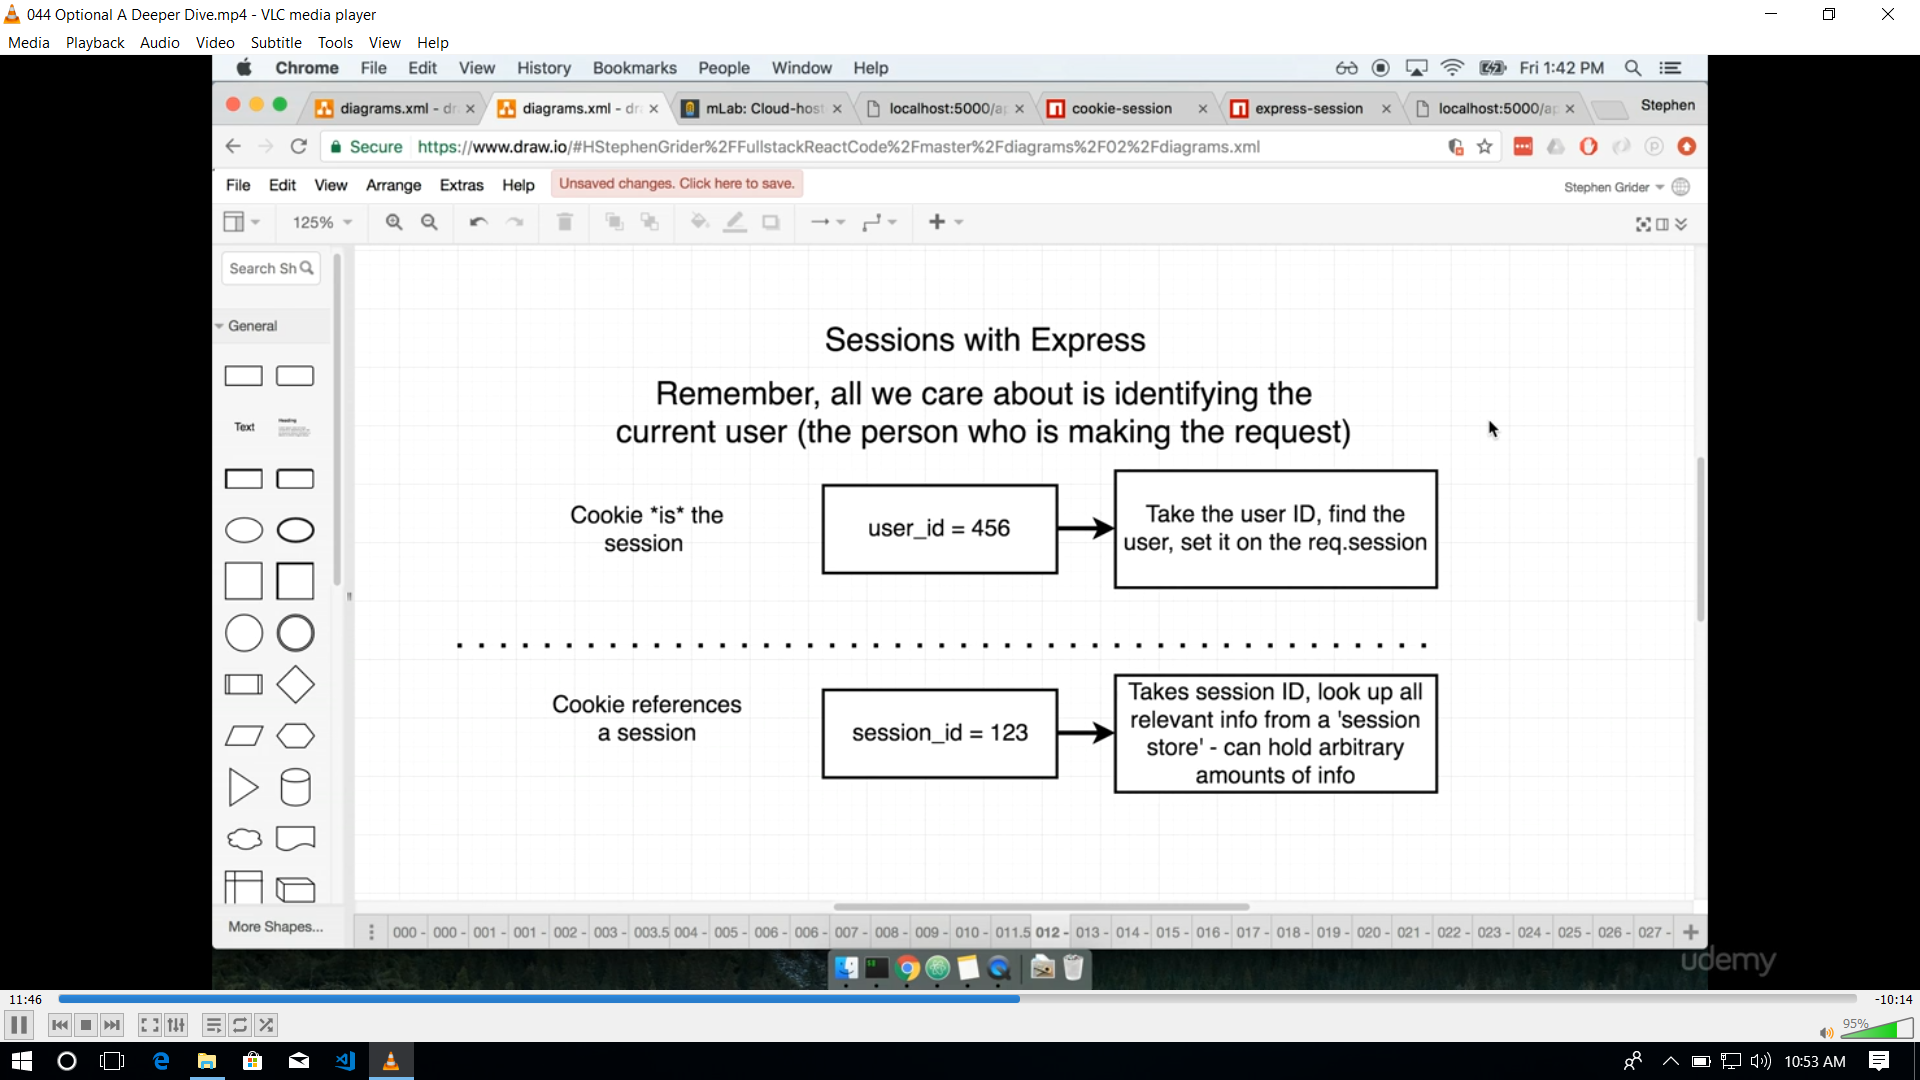 044 Optional A Deeper Dive.mp4 - VLC media player
Media Playback Audio Video Subtitle Tools View Help
Chrome File Edit View History Bookmarks People Window Help Fri 1:42 PM
diagrams.xml - dr diagrams.xml - dra mLab: Cloud-host localhost:5000/ap cookie-session express-session localhost:5000/ap Stephen
Secure https://www.draw.io/#HStephenGrider%2FFullstackReactCode%2Fmaster%2Fdiagrams%2F02%2Fdiagrams.xml
File Edit View Arrange Extras Help Unsaved changes. Click here to save. Stephen Grider
125%
Search Sh
General
Text
Heading
Sessions with Express
Remember, all we care about is identifying the
current user (the person who is making the request)
Cookie *is* the
session
user_id = 456
Take the user ID, find the
user, set it on the req.session
Cookie references
a session
session_id = 123
Takes session ID, look up all
relevant info from a 'session
store' - can hold arbitrary
amounts of info
More Shapes...
000 - 000 - 001 - 001 - 002 - 003 - 003.5 004 - 005 - 006 - 006 - 007 - 008 - 009 - 010 - 011.5 012 - 013 - 014 - 015 - 016 - 017 - 018 - 019 - 020 - 021 - 022 - 023 - 024 - 025 - 026 - 027 -
udemy
11:46 -10:14
95%
10:53 AM